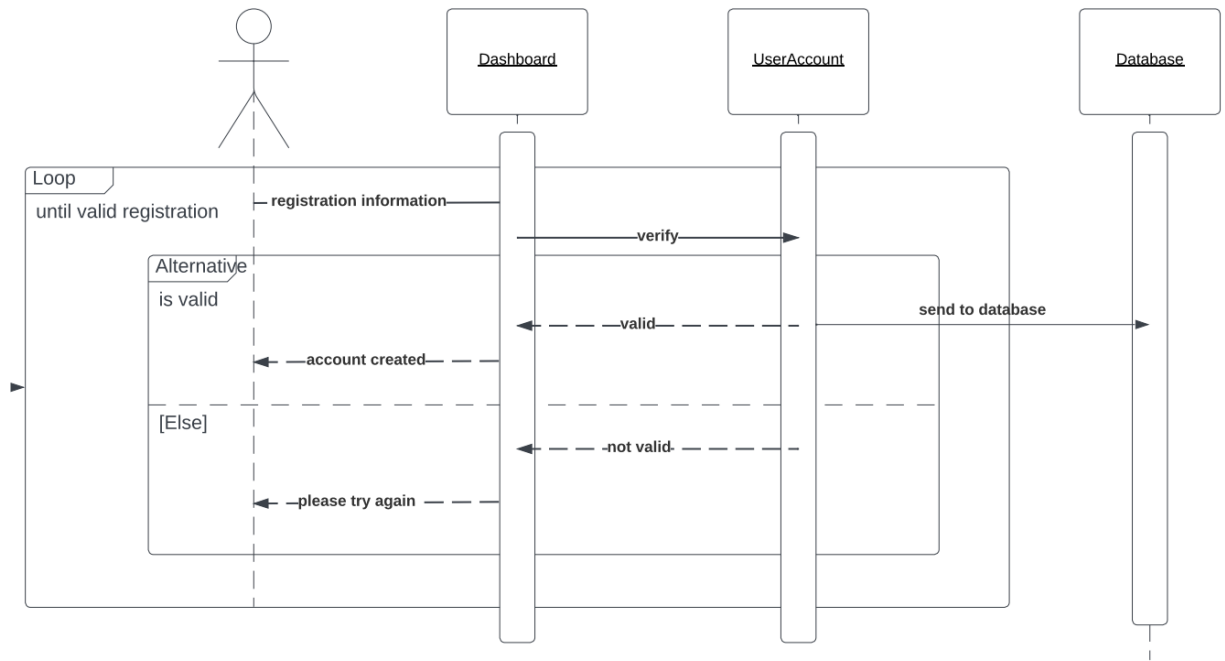 Dashboard
UserAccount
Database
Loop
until valid registration
registration information
verify
Alternative
is valid
send to database
valid
account created
[Else]
not valid
please try again